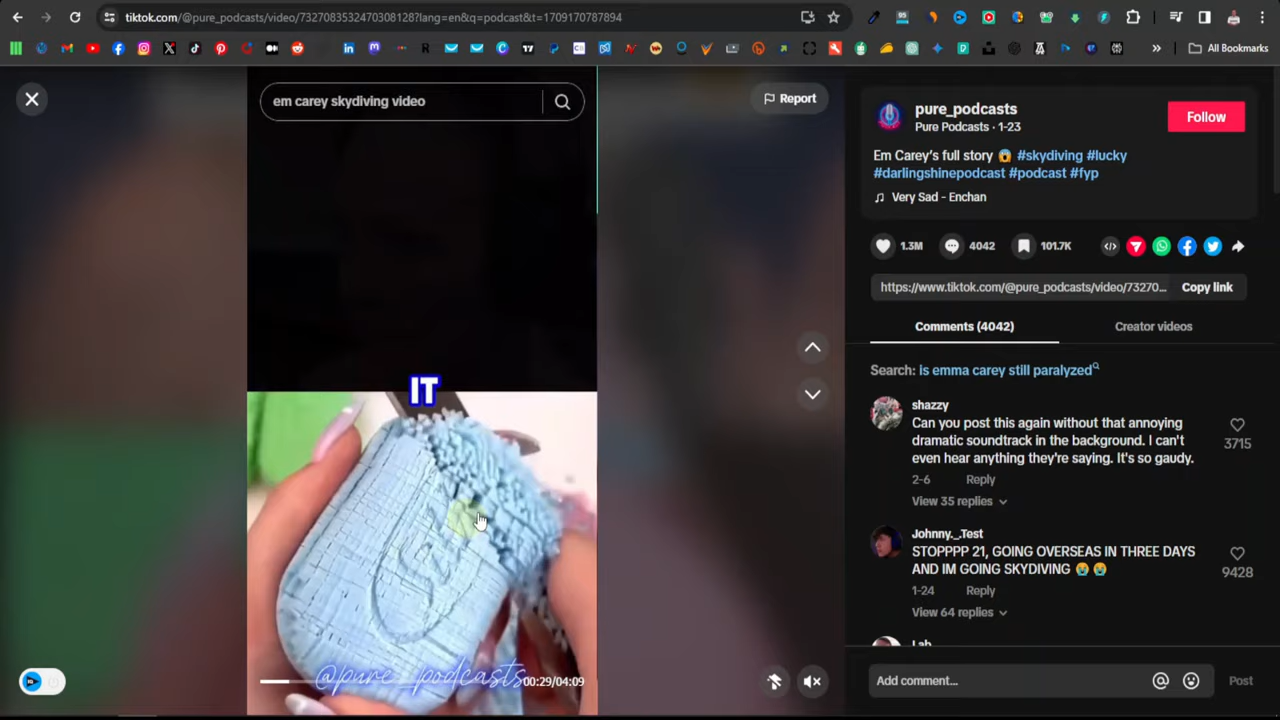 tiktok.com/@pure_podcasts/video/7327083532470308128?lang=en&q=podcast&t=1709170787894
All Bookmarks
em carey skydiving video
Report
IT
@pure_podcasts
00:29/04:09
pure_podcasts
Pure Podcasts · 1-23
Follow
Em Carey's full story 😱 #skydiving #lucky
#darlingshinepodcast #podcast #fyp
Very Sad - Enchan
1.3M
4042
101.7K
https://www.tiktok.com/@pure_podcasts/video/73270...
Copy link
Comments (4042)
Creator videos
Search: is emma carey still paralyzed
shazzy
Can you post this again without that annoying
dramatic soundtrack in the background. I can't
even hear anything they're saying. It's so gaudy.
3715
2-6
Reply
View 35 replies
Johnny._.Test
STOPPPP 21, GOING OVERSEAS IN THREE DAYS
AND IM GOING SKYDIVING 😭😭
9428
1-24
Reply
View 64 replies
Lah
Add comment...
Post